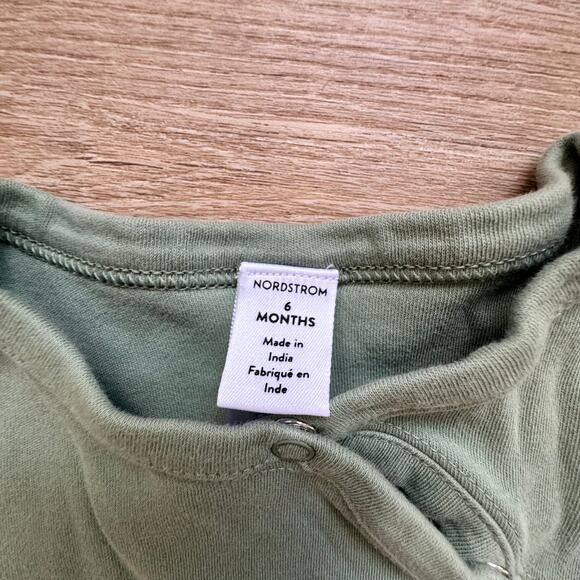 NORDSTROM
6
MONTHS
Made in
India
Fabriqué en
Inde